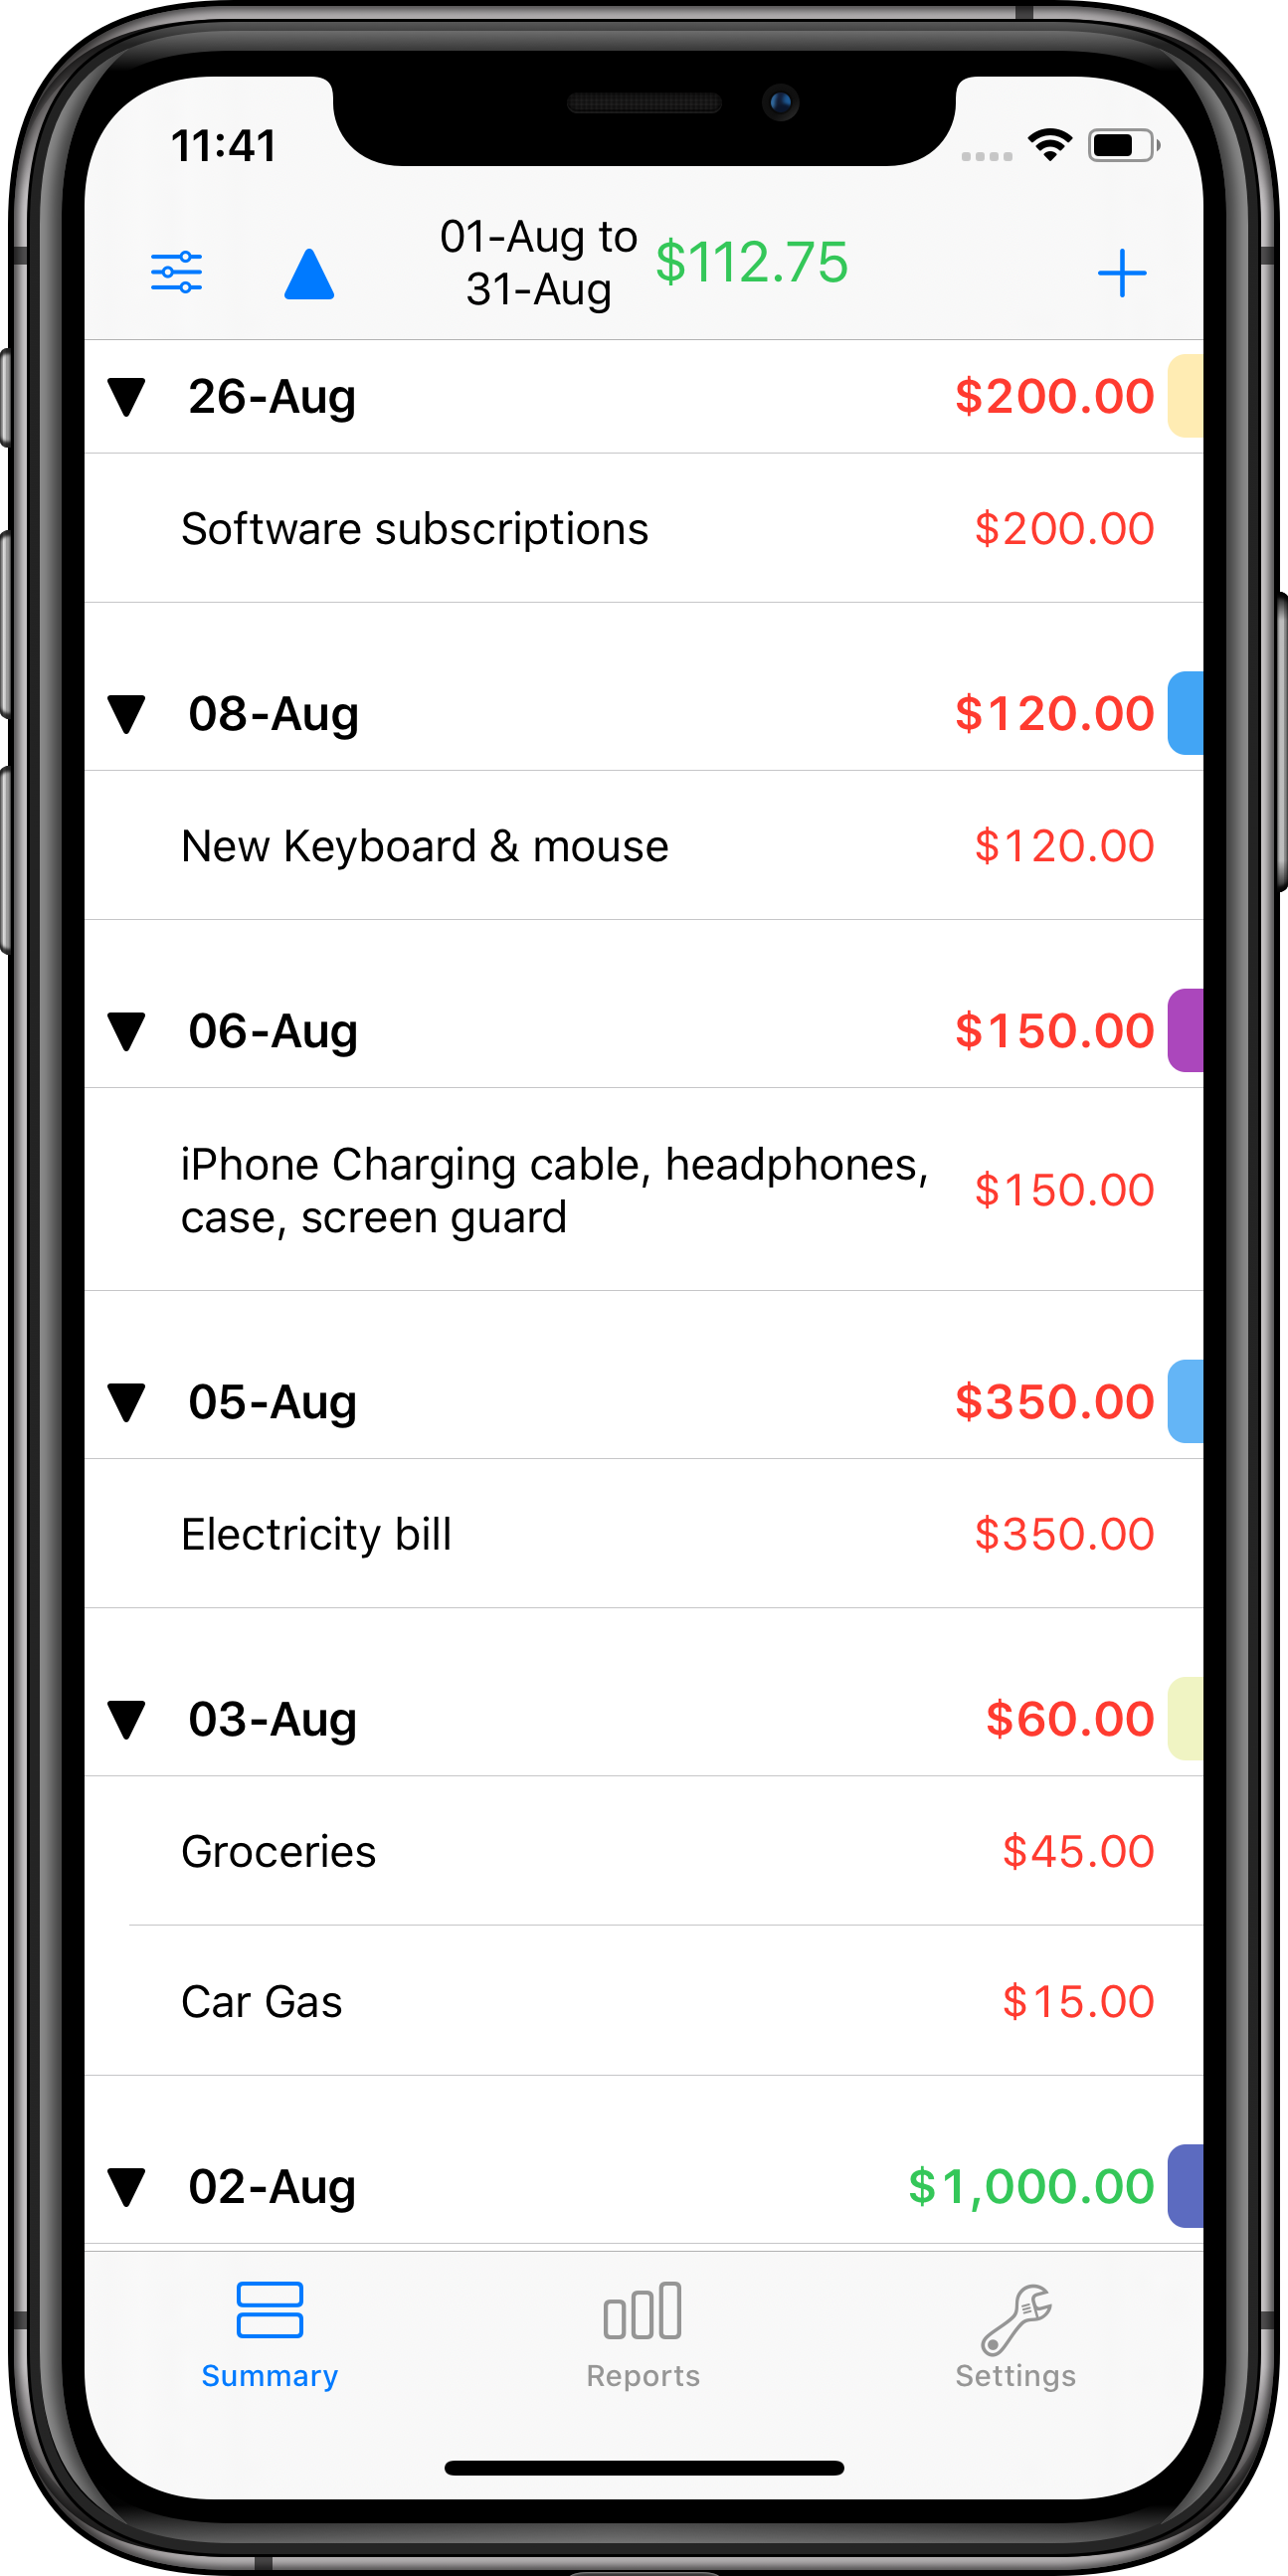 11:41
01-Aug to
31-Aug
$112.75
26-Aug $200.00
Software subscriptions $200.00
08-Aug $120.00
New Keyboard & mouse $120.00
06-Aug $150.00
iPhone Charging cable, headphones,
case, screen guard
$150.00
05-Aug $350.00
Electricity bill $350.00
03-Aug $60.00
Groceries $45.00
Car Gas $15.00
02-Aug $1,000.00
Summary Reports Settings